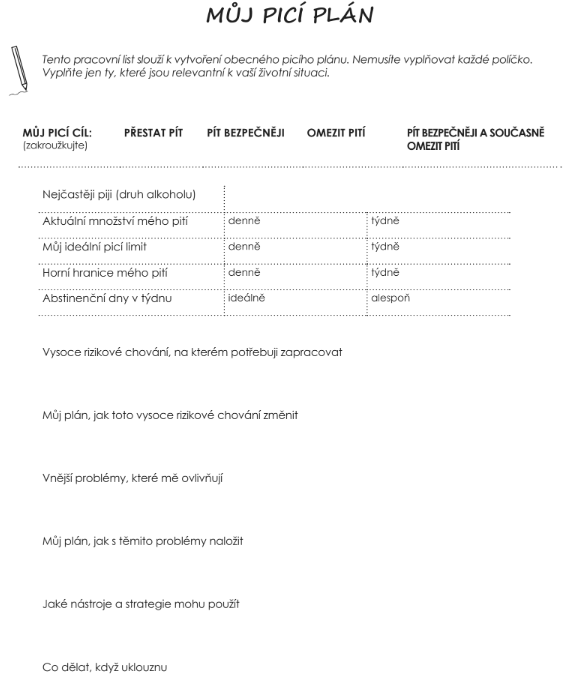 MŮJ PICÍ PLÁN
Tento pracovní list slouží k vytvoření obecného picího plánu. Nemusíte vyplňovat každé políčko.
Vyplňte jen ty, které jsou relevantní k vaší životní situaci.
MŮJ PICÍ CÍL: PŘESTAT PÍT PÍT BEZPEČNĚJI OMEZIT PITÍ PÍT BEZPEČNĚJI A SOUČASNĚ
(zakroužkujte) OMEZIT PITÍ
Nejčastěji piji (druh alkoholu)
Aktuální množství mého pití denně týdně
Můj ideální picí limit denně týdně
Horní hranice mého pití denně týdně
Abstinenční dny v týdnu ideálně alespoň
Vysoce rizikové chování, na kterém potřebuji zapracovat
Můj plán, jak toto vysoce rizikové chování změnit
Vnější problémy, které mě ovlivňují
Můj plán, jak s těmito problémy naložit
Jaké nástroje a strategie mohu použít
Co dělat, když uklouznu